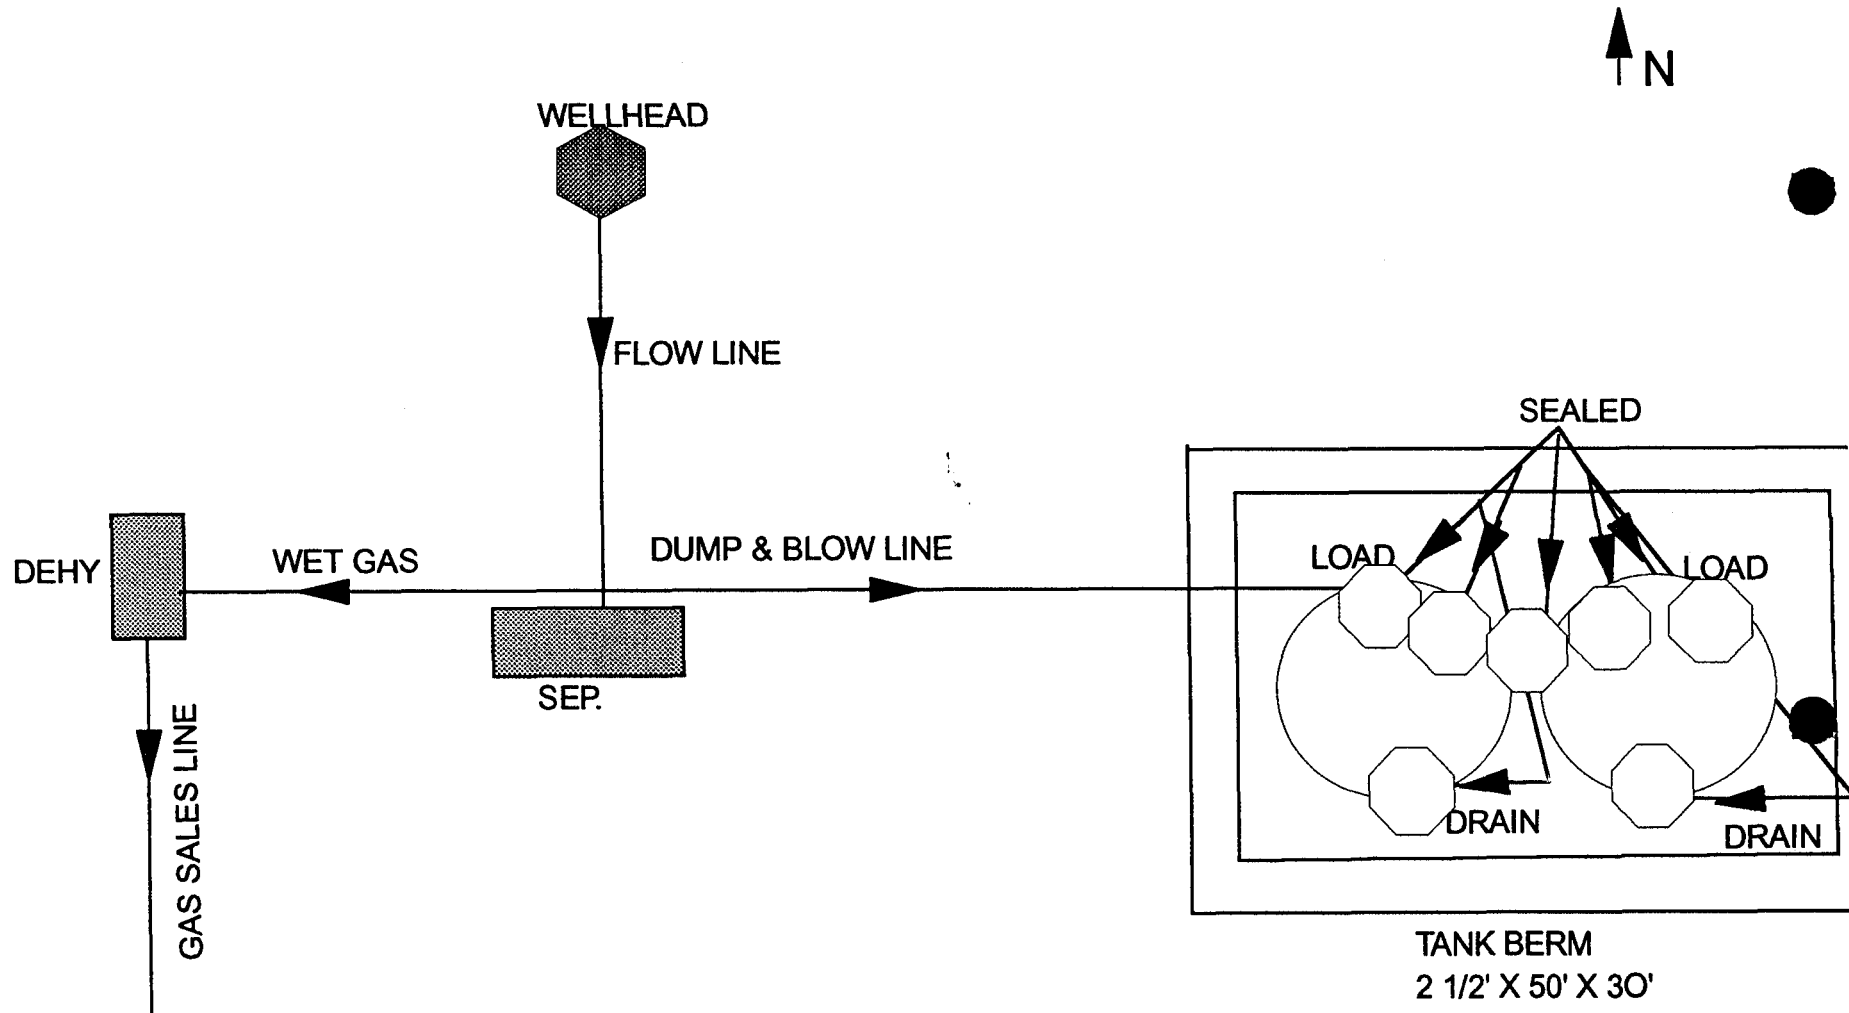 N
WELLHEAD
FLOW LINE
SEALED
DUMP & BLOW LINE
WET GAS
DEHY
LOAD
LOAD
SEP.
GAS SALES LINE
DRAIN
DRAIN
TANK BERM
2 1/2' X 50' X 3O'